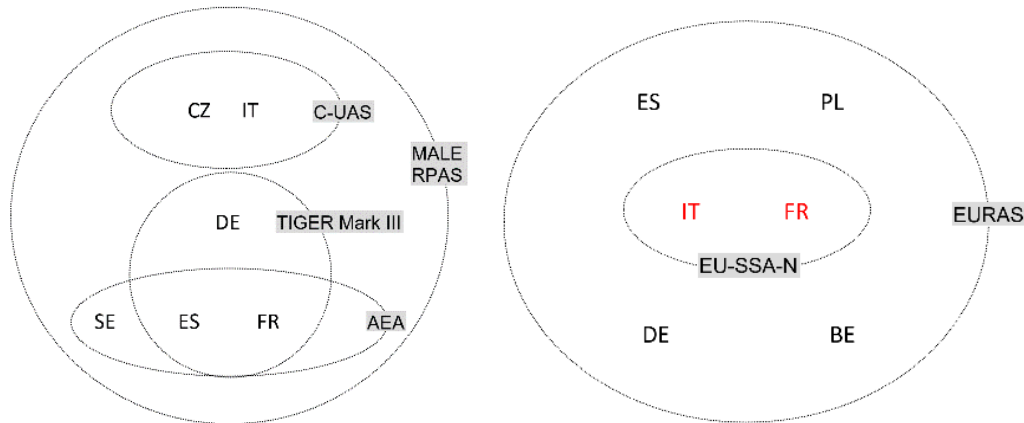 CZ IT C-UAS
MALE
RPAS
DE TIGER Mark III
SE ES FR AEA
ES PL
IT FR
EURAS
EU-SSA-N
DE BE